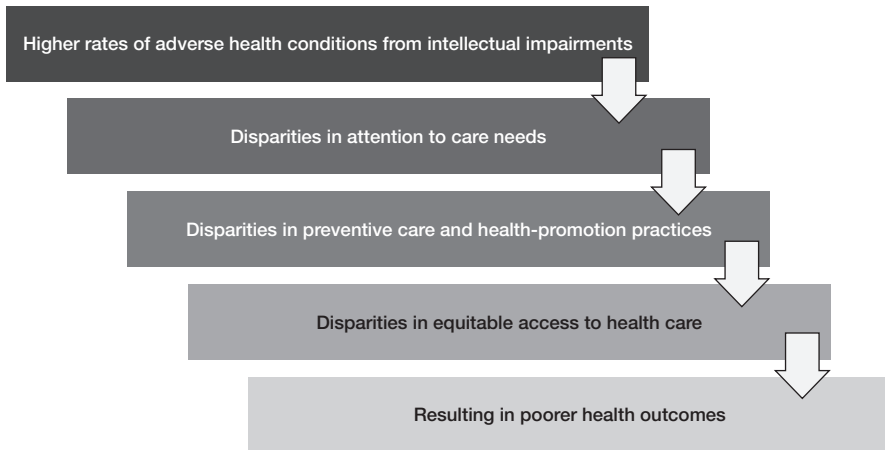 Higher rates of adverse health conditions from intellectual impairments
Disparities in attention to care needs
Disparities in preventive care and health-promotion practices
Disparities in equitable access to health care
Resulting in poorer health outcomes